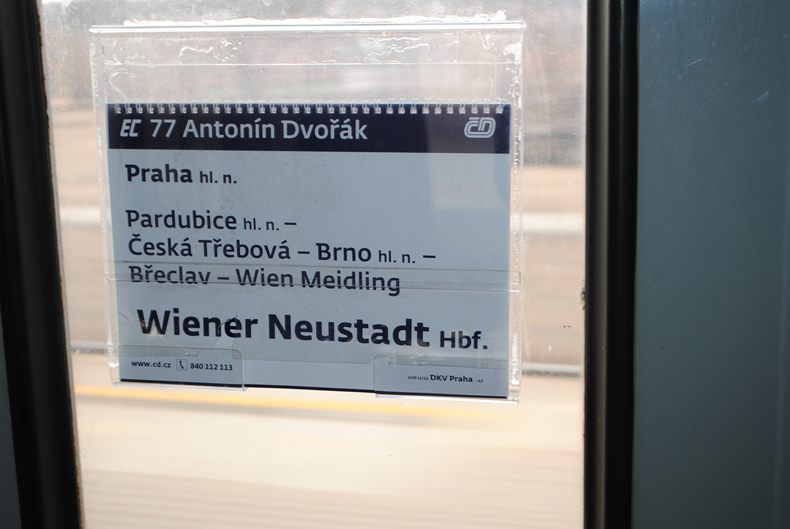 EC 77 Antonín Dvořák ČD
Praha hl. n.
Pardubice hl. n. –
Česká Třebová – Brno hl. n. –
Břeclav – Wien Meidling
Wiener Neustadt Hbf.
www.cd.cz 840 112 113
DKV Praha